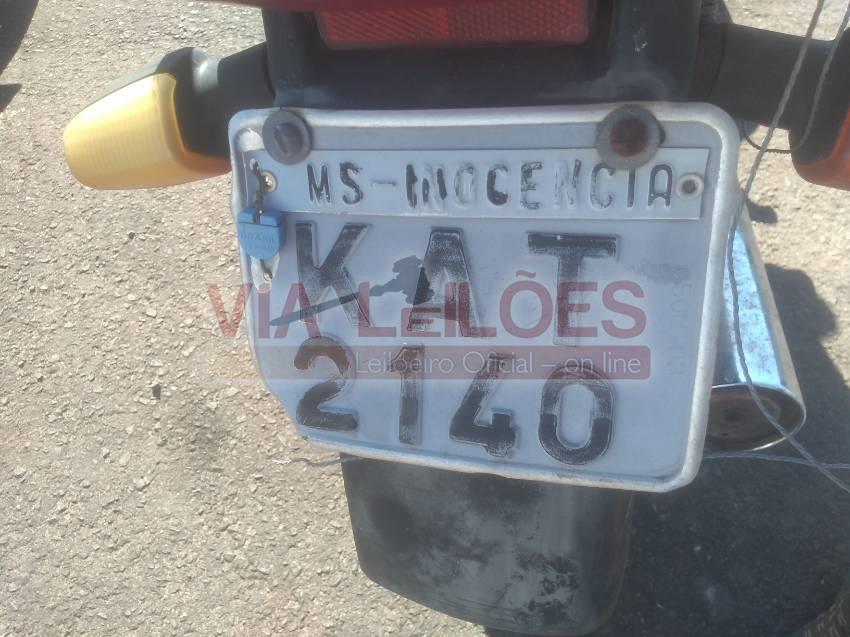 MS-INOCENCIA
KAT
VIA LEILÕES
Leiloeiro Oficial – on line
2140